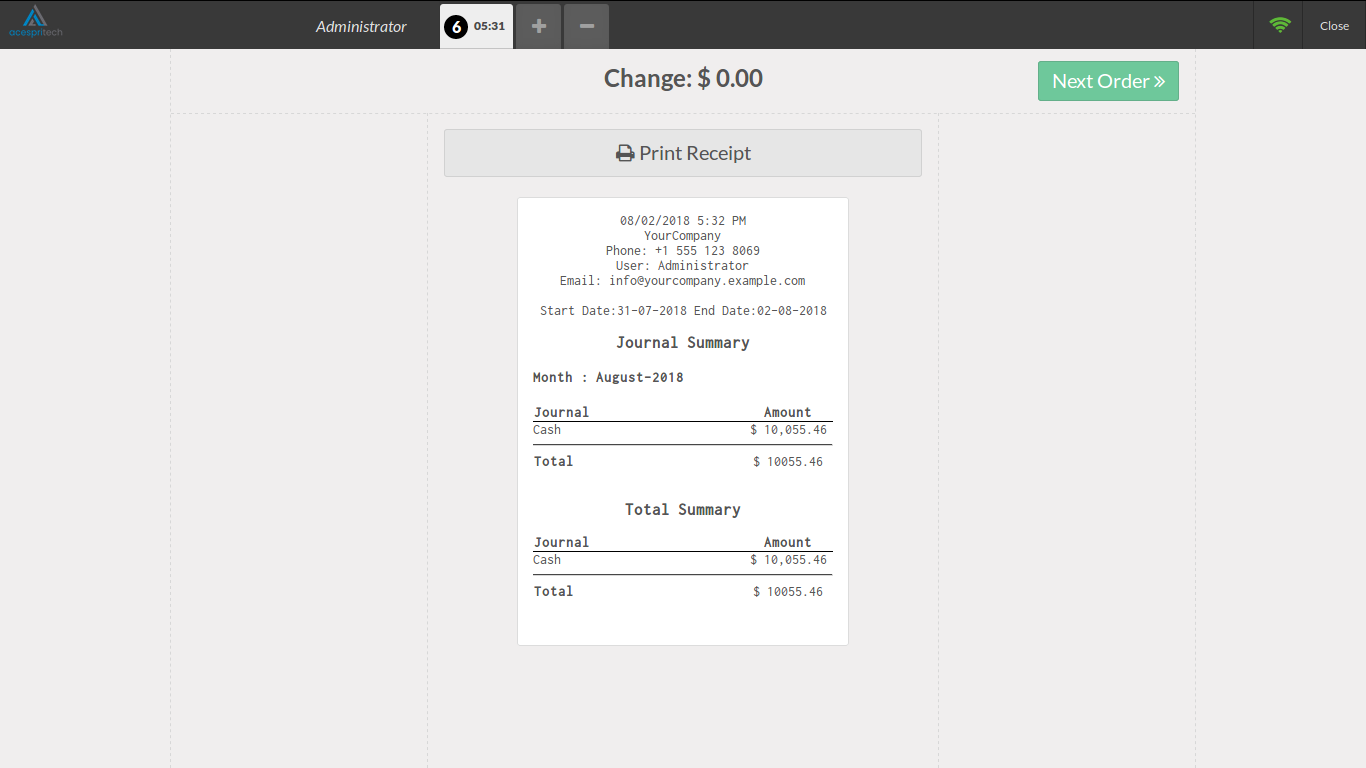 acespritech
Administrator
6 05:31
Close
Change: $ 0.00
Next Order »
Print Receipt
08/02/2018 5:32 PM
YourCompany
Phone: +1 555 123 8069
User: Administrator
Email: info@yourcompany.example.com
Start Date:31-07-2018 End Date:02-08-2018
Journal Summary
Month : August-2018
Journal Amount
Cash $ 10,055.46
Total $ 10055.46
Total Summary
Journal Amount
Cash $ 10,055.46
Total $ 10055.46